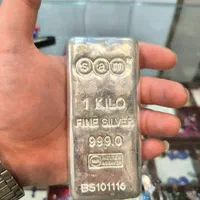 sam
1 KILO
FINE SILVER
999.0
BS101116